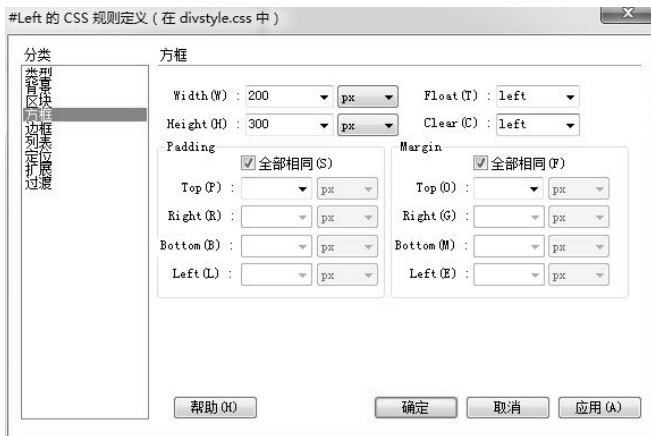 #Left 的 CSS 规则定义 ( 在 divstyle.css 中 )
分类
类型
背景
区块
方框
边框
列表
定位
扩展
过渡
方框
Width(W) : 200 px Float(T) : left
Height(H) : 300 px Clear(C) : left
Padding Margin
全部相同(S) 全部相同(F)
Top(P) : px Top(O) : px
Right(R) : px Right(G) : px
Bottom(B) : px Bottom(M) : px
Left(L) : px Left(E) : px
帮助(H) 确定 取消 应用(A)